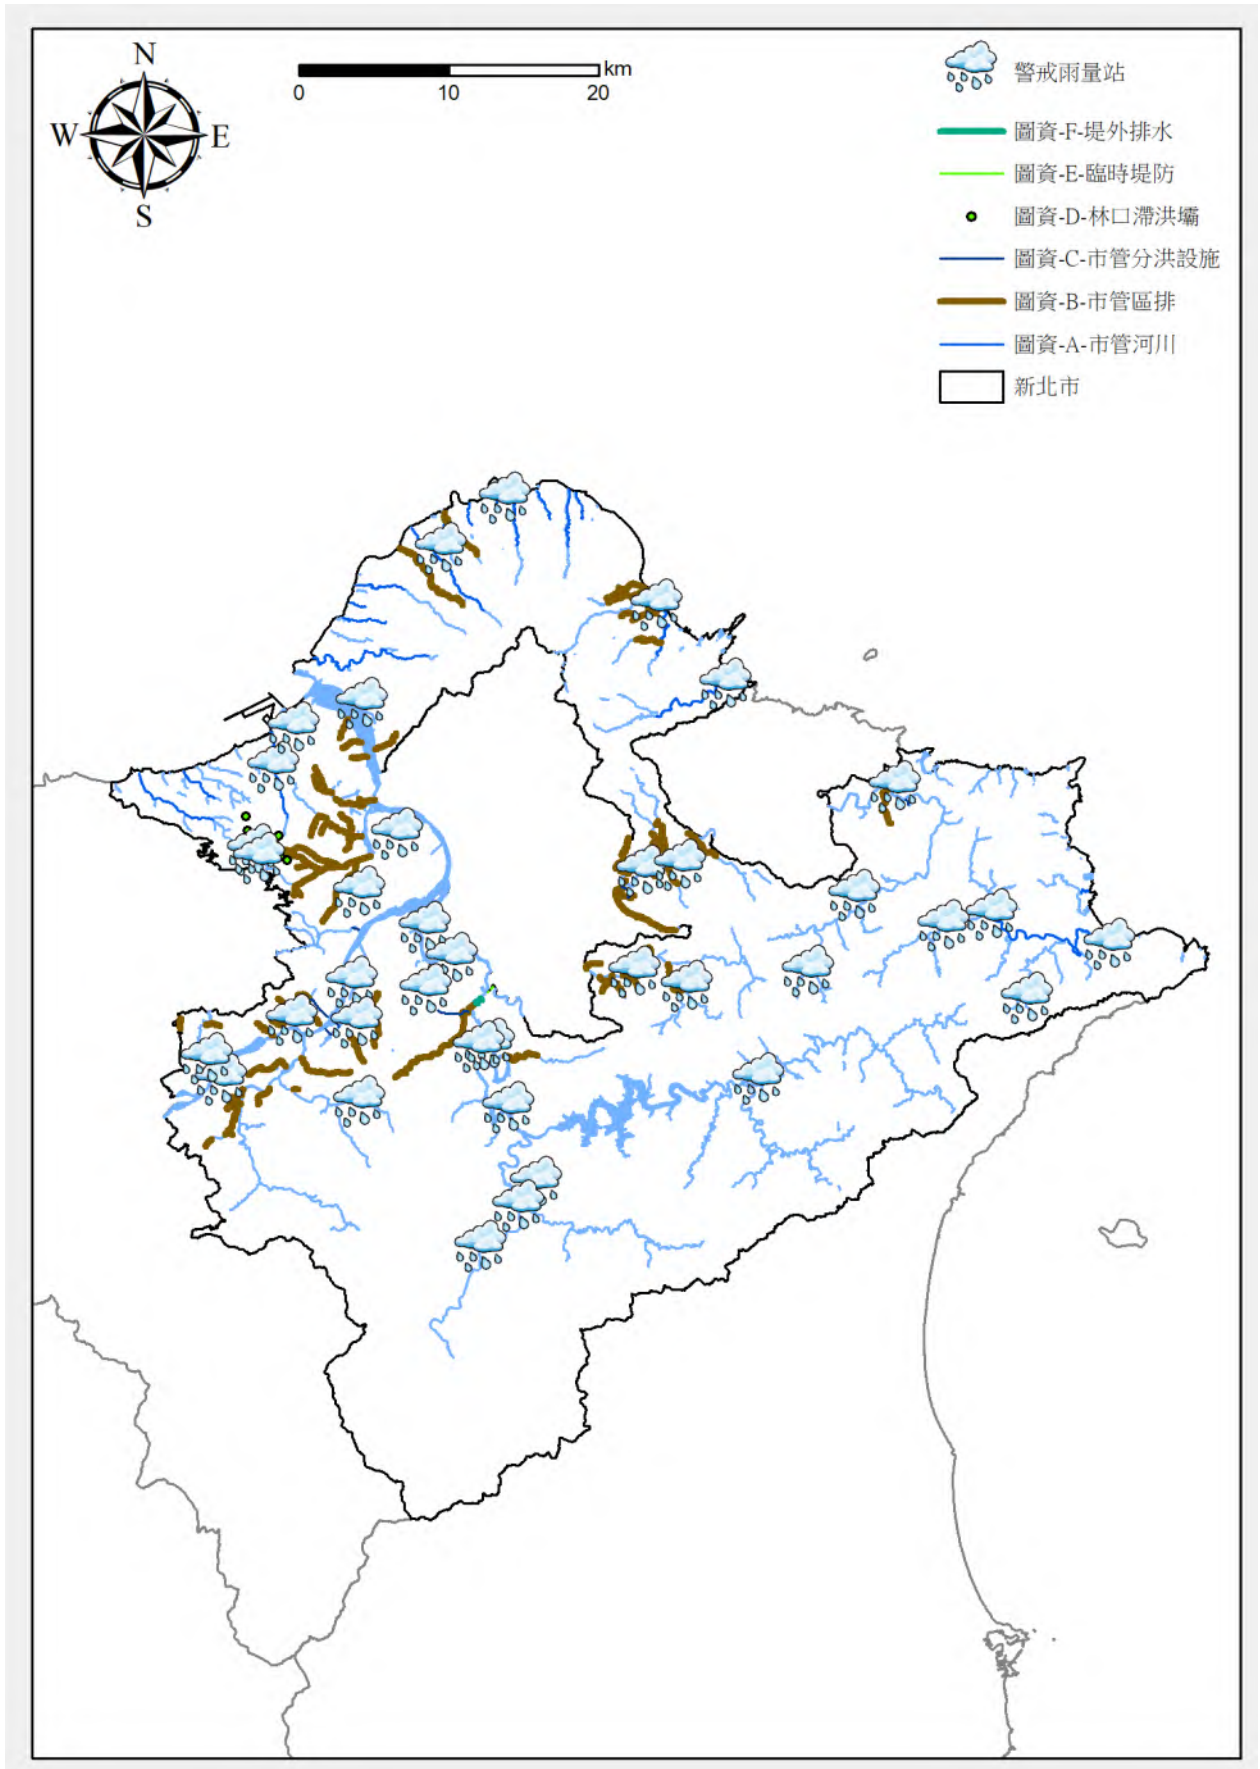 N
W
E
S
km
0
10
20
警戒雨量站
圖資-F-堤外排水
圖資-E-臨時堤防
圖資-D-林口滯洪壩
圖資-C-市管分洪設施
圖資-B-市管區排
圖資-A-市管河川
新北市